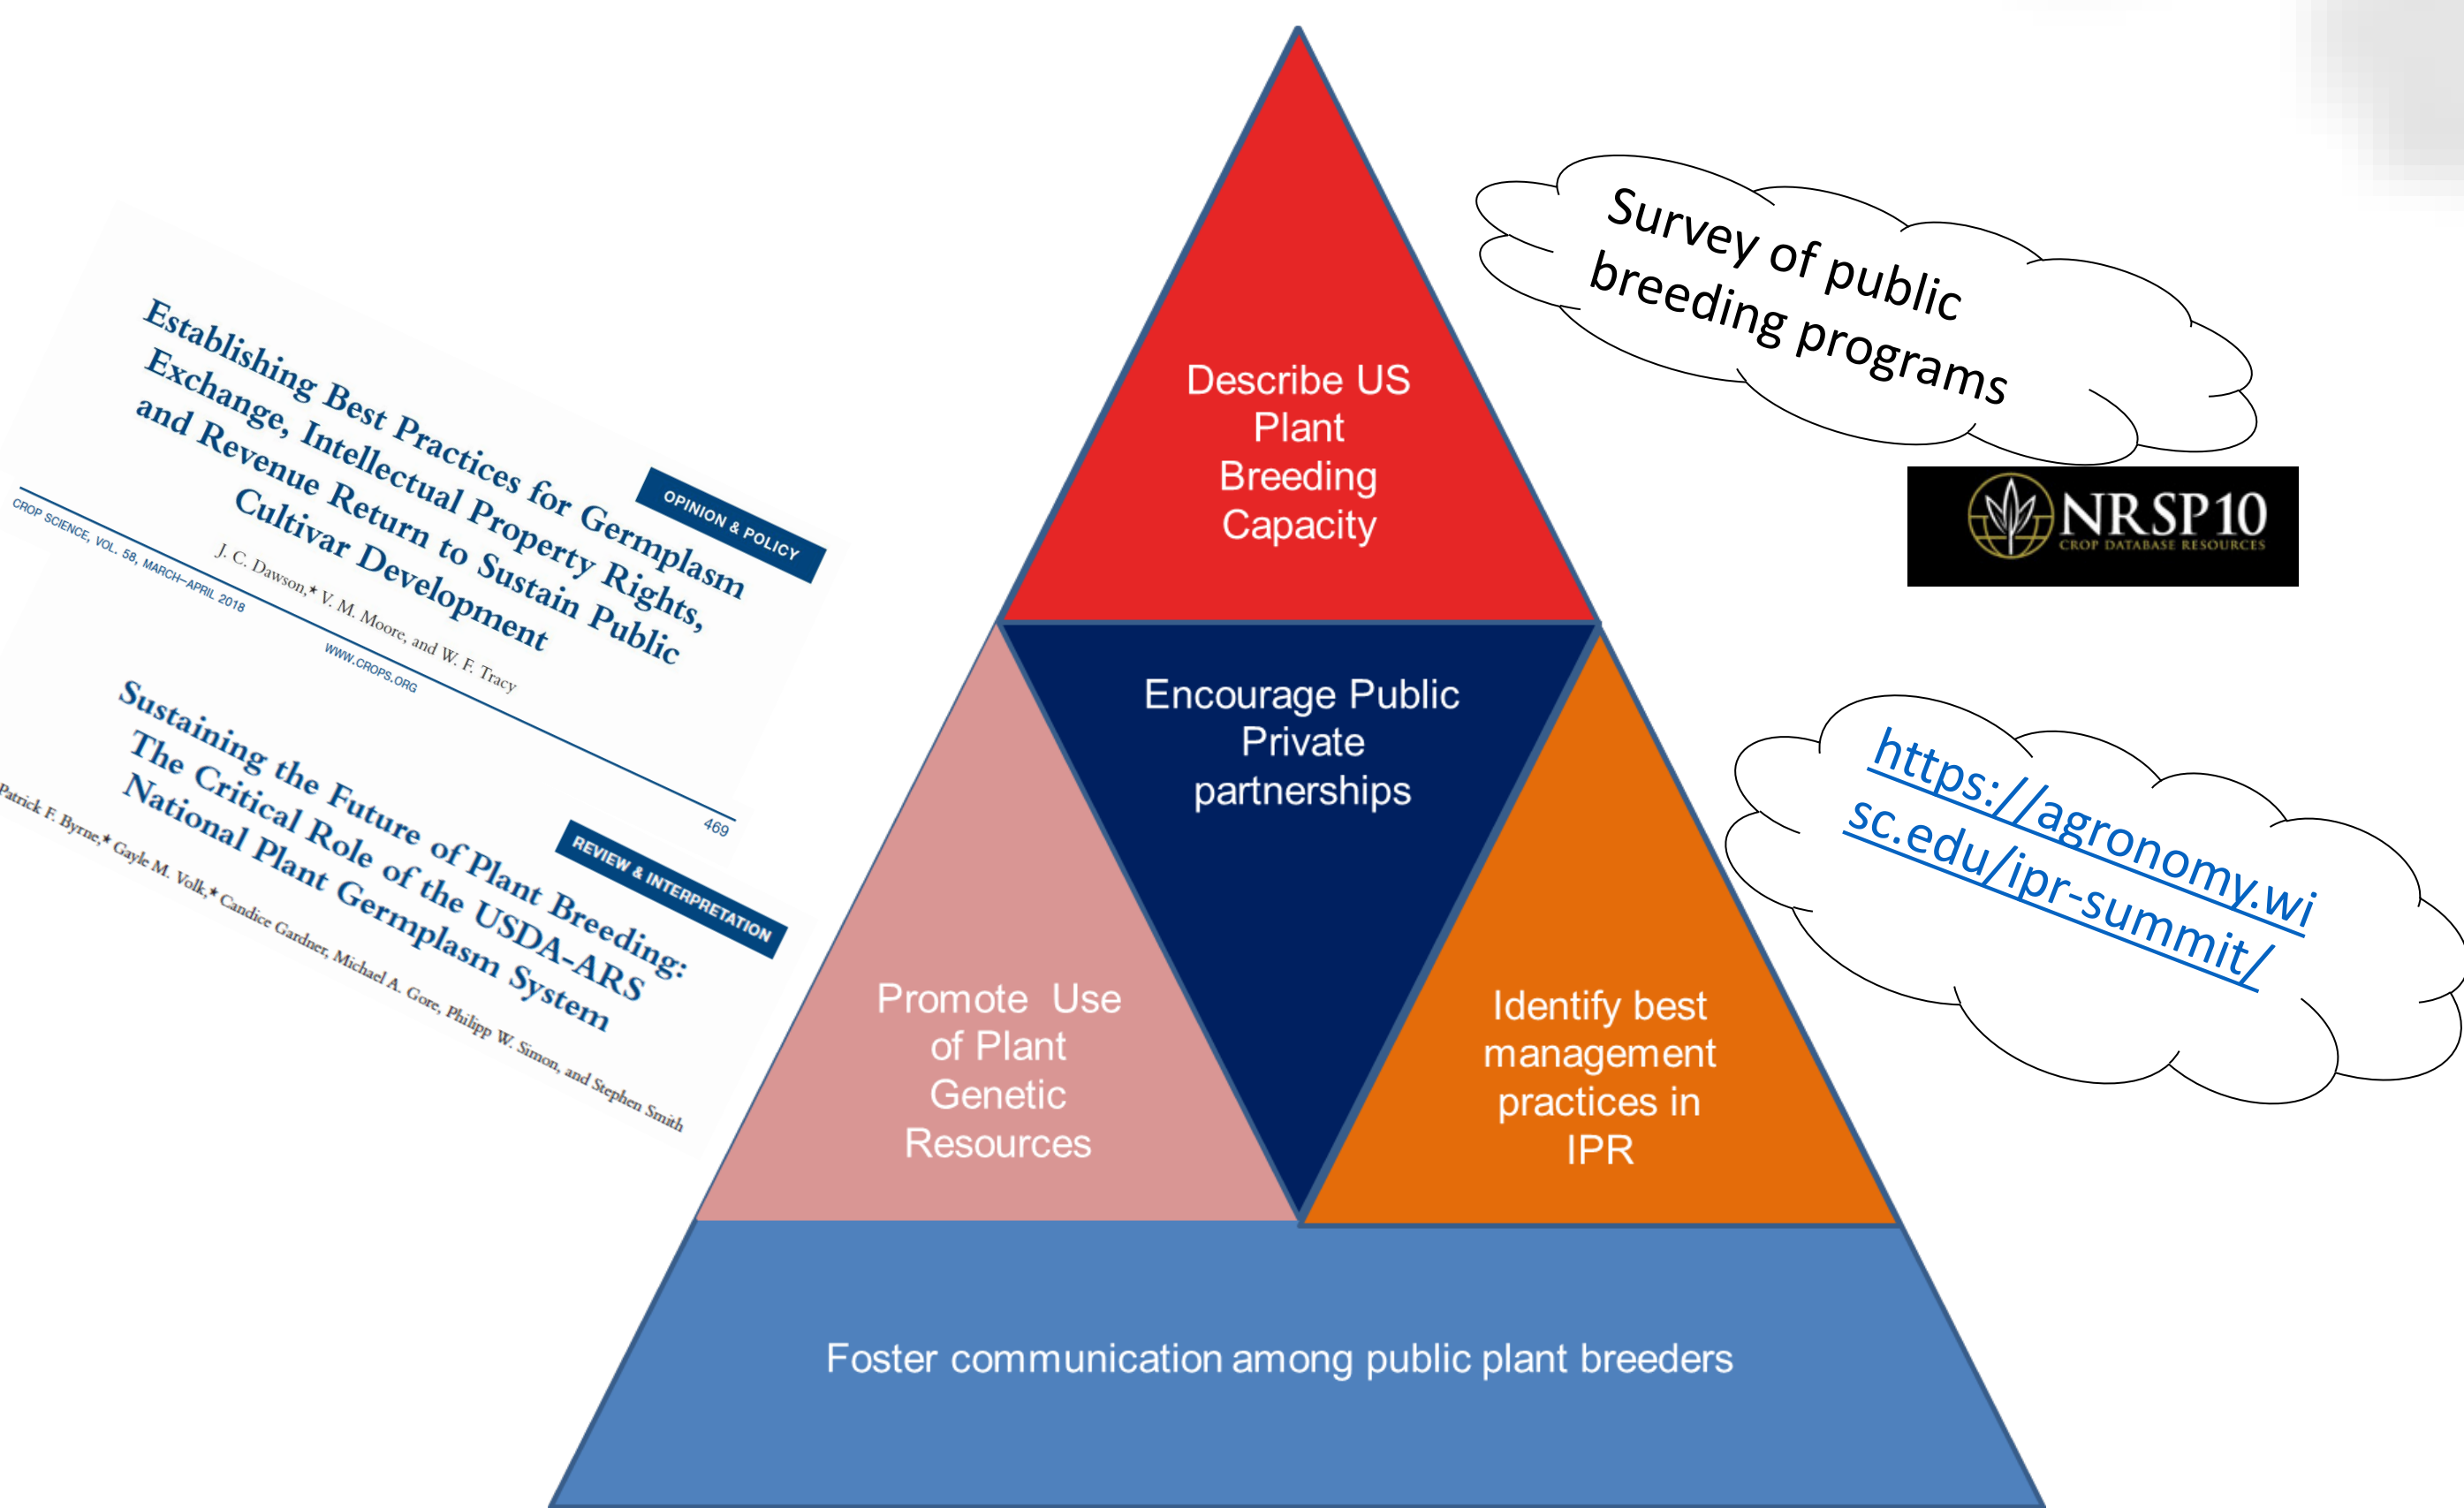 Establishing Best Practices for Germplasm
Exchange, Intellectual Property Rights,
and Revenue Return to Sustain Public
Cultivar Development
OPINION & POLICY
J. C. Dawson,* V. M. Moore, and W. F. Tracy
CROP SCIENCE, VOL. 58, MARCH–APRIL 2018
WWW.CROPS.ORG
469
Sustaining the Future of Plant Breeding:
The Critical Role of the USDA-ARS
National Plant Germplasm System
REVIEW & INTERPRETATION
Patrick F. Byrne,* Gayle M. Volk,* Candice Gardner, Michael A. Gore, Philipp W. Simon, and Stephen Smith
Describe US
Plant
Breeding
Capacity
Encourage Public
Private
partnerships
Promote Use
of Plant
Genetic
Resources
Identify best
management
practices in
IPR
Foster communication among public plant breeders
Survey of public
breeding programs
NRSP10
CROP DATABASE RESOURCES
https://agronomy.wi
sc.edu/ipr-summit/